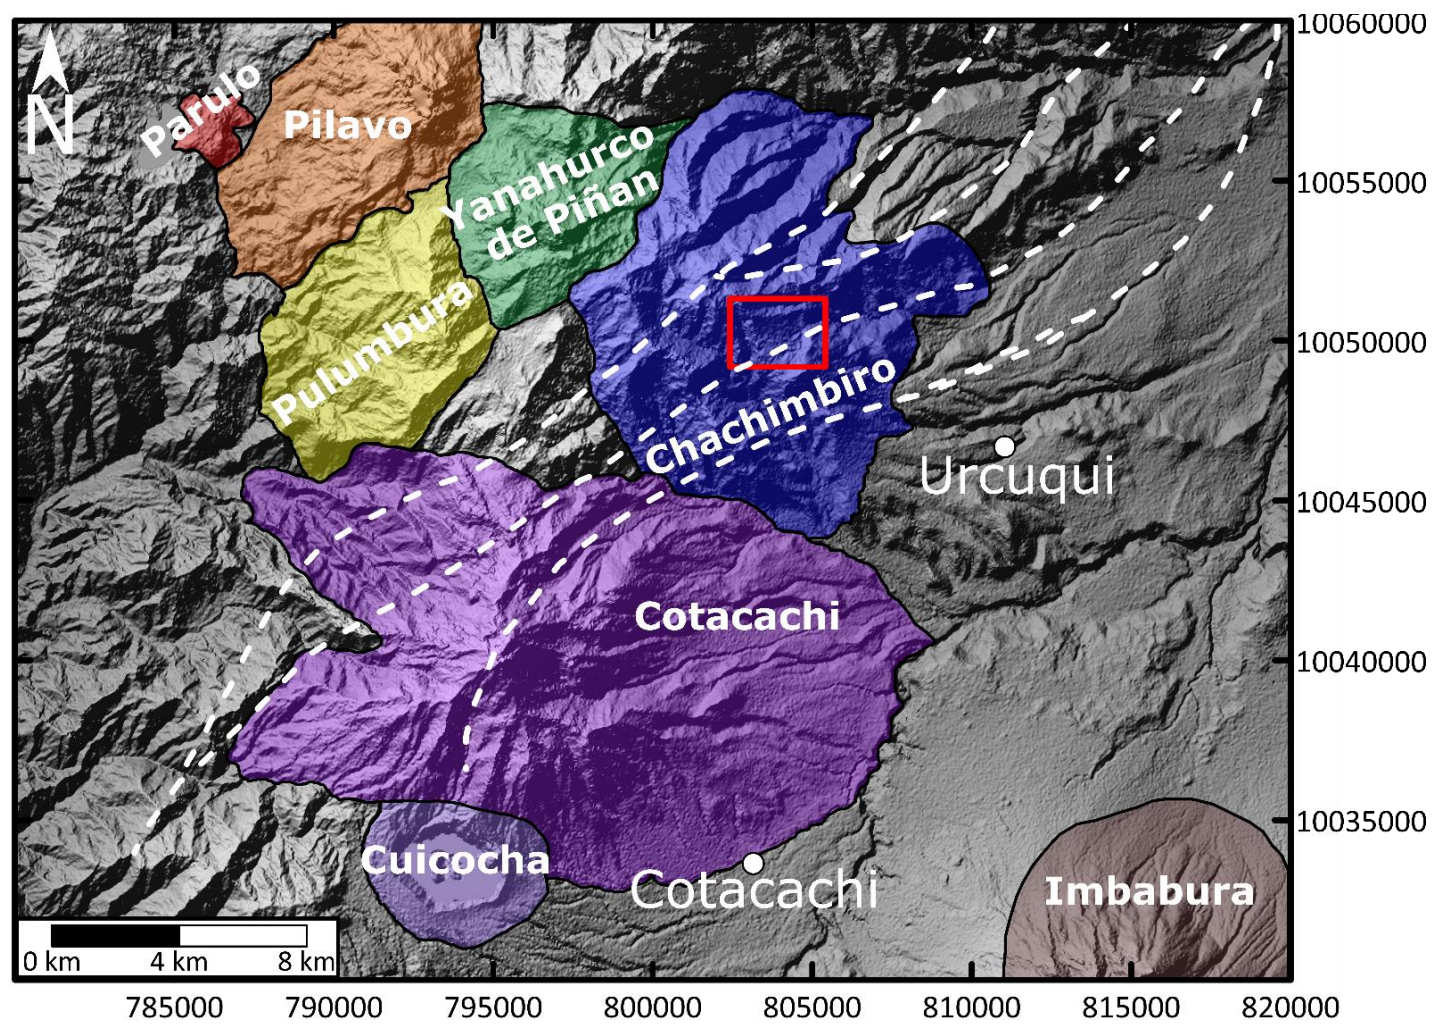 10060000
Parulo
Pilavo
N
Yanahurco
de Piñan
10055000
Pulumbura
10050000
Chachimbiro
Urcuqui
10045000
Cotacachi
10040000
10035000
Cuicocha
Cotacachi
Imbabura
0 km 4 km 8 km
785000 790000 795000 800000 805000 810000 815000 820000